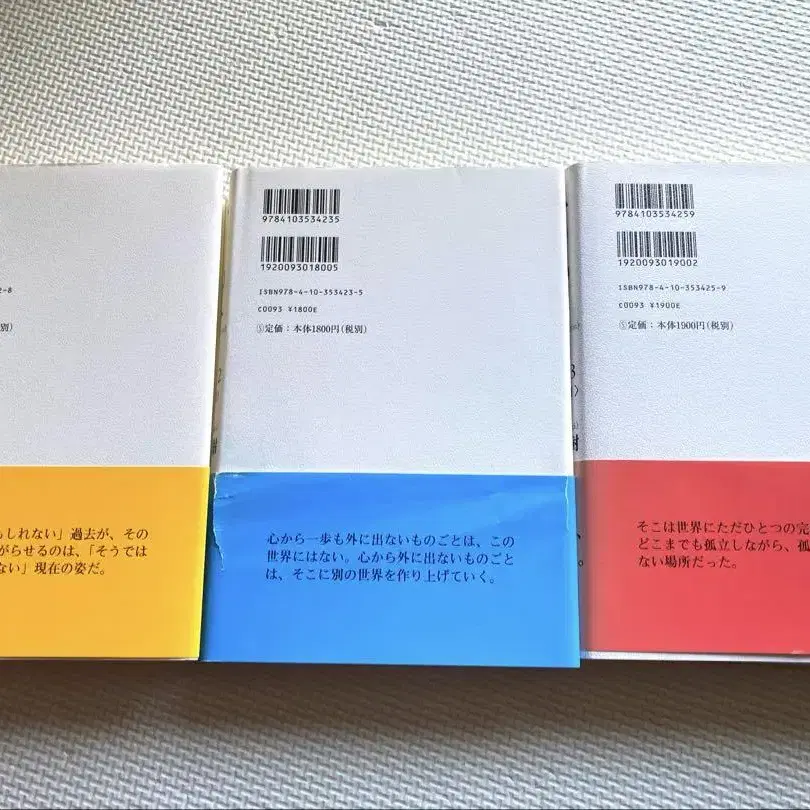 2-8
別)
もしれない」過去が、その
がらせるのは、「そうでは
ない」現在の姿だ。
9784103534235
1920093018005
ISBN978-4-10-353423-5
C0093 ¥1800E
Ⓢ定価：本体1800円(税別)
心から一歩も外に出ないものごとは、この
世界にはない。心から外に出ないものごと
は、そこに別の世界を作り上げていく。
9784103534259
1920093019002
ISBN978-4-10-353425-9
C0093 ¥1900E
Ⓢ定価：本体1900円(税別)
そこは世界にただひとつの完
どこまでも孤立しながら、孤
ない場所だった。